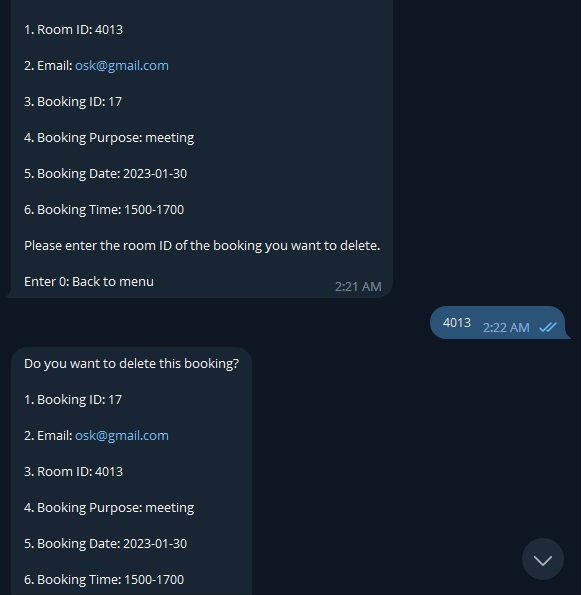 1. Room ID: 4013
2. Email: osk@gmail.com
3. Booking ID: 17
4. Booking Purpose: meeting
5. Booking Date: 2023-01-30
6. Booking Time: 1500-1700
Please enter the room ID of the booking you want to delete.
Enter 0: Back to menu
2:21 AM
4013 2:22 AM
Do you want to delete this booking?
1. Booking ID: 17
2. Email: osk@gmail.com
3. Room ID: 4013
4. Booking Purpose: meeting
5. Booking Date: 2023-01-30
6. Booking Time: 1500-1700